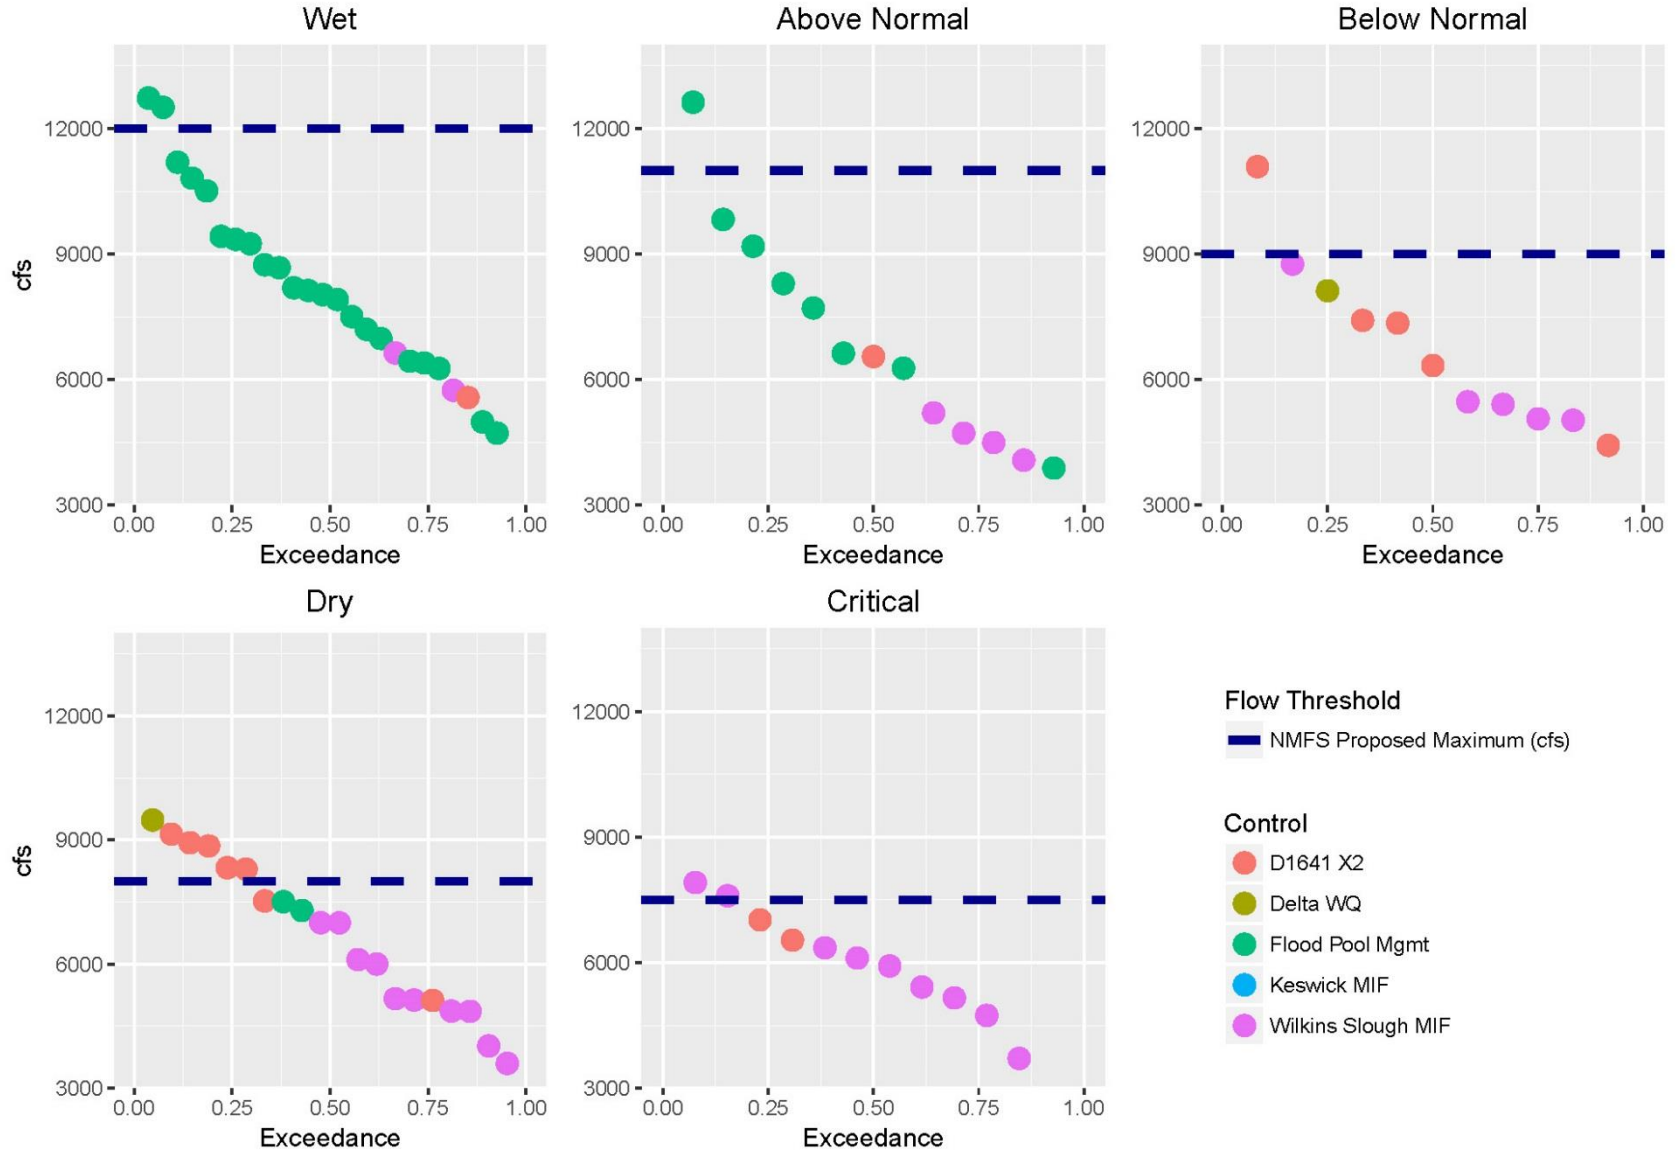 Wet
Above Normal
Below Normal
12000
9000
6000
3000
cfs
0.00 0.25 0.50 0.75 1.00
Exceedance
12000
9000
6000
3000
0.00 0.25 0.50 0.75 1.00
Exceedance
12000
9000
6000
3000
0.00 0.25 0.50 0.75 1.00
Exceedance
Dry
Critical
12000
9000
6000
3000
cfs
0.00 0.25 0.50 0.75 1.00
Exceedance
12000
9000
6000
3000
0.00 0.25 0.50 0.75 1.00
Exceedance
Flow Threshold
NMFS Proposed Maximum (cfs)
Control
D1641 X2
Delta WQ
Flood Pool Mgmt
Keswick MIF
Wilkins Slough MIF